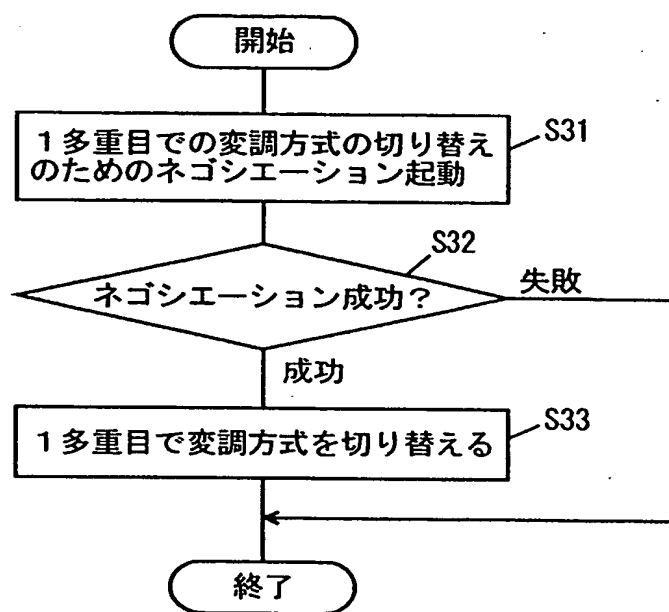 開始
1多重目での変調方式の切り替え
のためのネゴシエーション起動
S31
S32
ネゴシエーション成功?
失敗
成功
1多重目で変調方式を切り替える
S33
終了